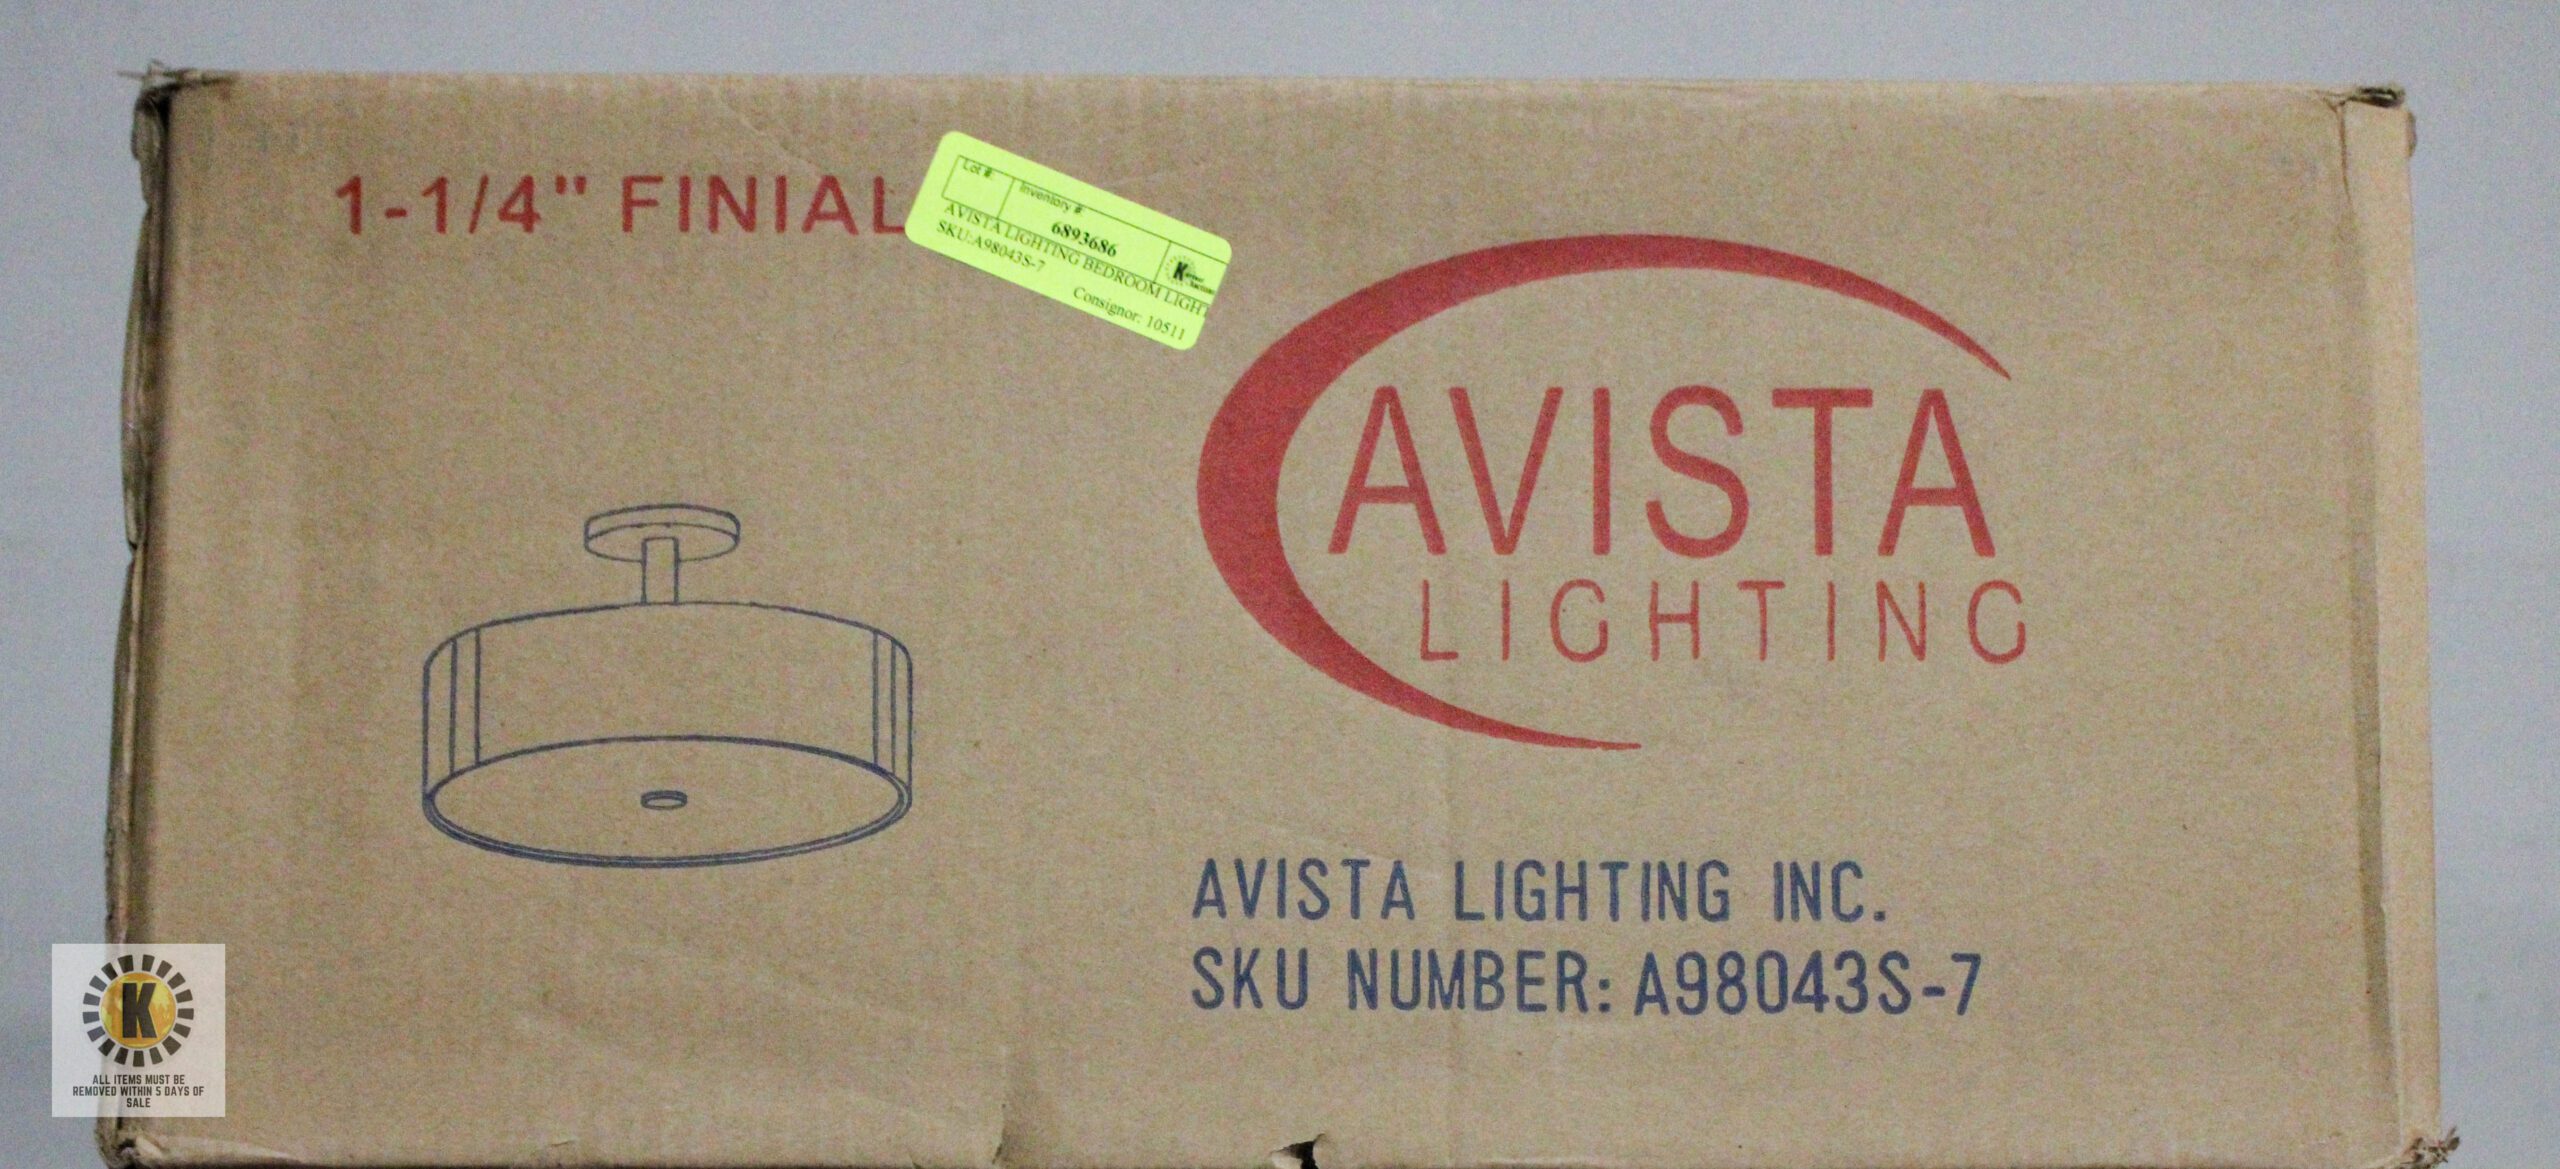 1-1/4" FINIAL
Lot #:
Inventory #
6893686
AVISTA LIGHTING BEDROOM LIGHT
SKU:A98043S-7
Consignor: 10511
AVISTA
LIGHTING
AVISTA LIGHTING INC.
SKU NUMBER: A98043S-7
K
ALL ITEMS MUST BE
REMOVED WITHIN 5 DAYS OF
SALE